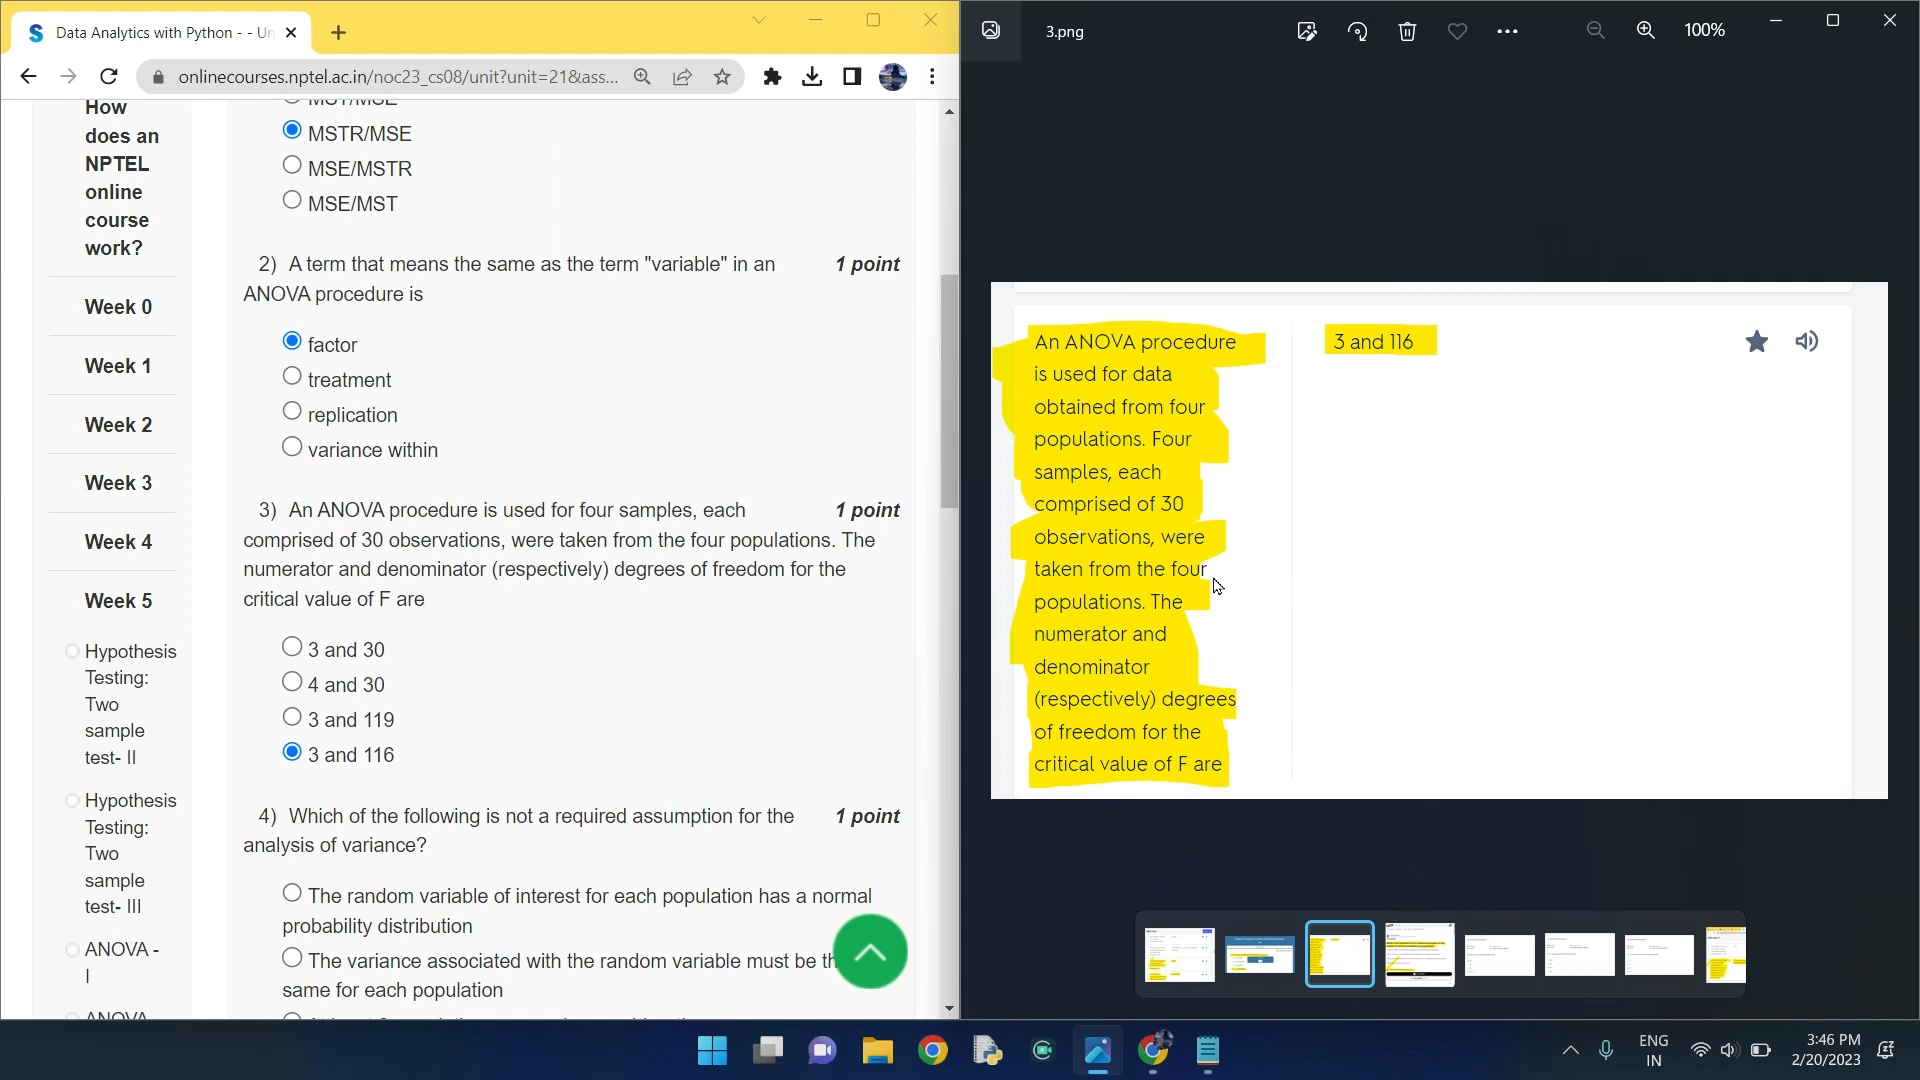 Data Analytics with Python - - Un
onlinecourses.nptel.ac.in/noc23_cs08/unit?unit=21&ass...
How
does an
NPTEL
online
course
work?
Week 0
Week 1
Week 2
Week 3
Week 4
Week 5
Hypothesis
Testing:
Two
sample
test- II
Hypothesis
Testing:
Two
sample
test- III
ANOVA -
I
ANOVA
MST/MSE
MSTR/MSE
MSE/MSTR
MSE/MST
2) A term that means the same as the term "variable" in an 1 point
ANOVA procedure is
factor
treatment
replication
variance within
3) An ANOVA procedure is used for four samples, each 1 point
comprised of 30 observations, were taken from the four populations. The
numerator and denominator (respectively) degrees of freedom for the
critical value of F are
3 and 30
4 and 30
3 and 119
3 and 116
4) Which of the following is not a required assumption for the 1 point
analysis of variance?
The random variable of interest for each population has a normal
probability distribution
The variance associated with the random variable must be th
same for each population
3.png
100%
An ANOVA procedure
is used for data
obtained from four
populations. Four
samples, each
comprised of 30
observations, were
taken from the four
populations. The
numerator and
denominator
(respectively) degrees
of freedom for the
critical value of F are
3 and 116
ENG
IN
3:46 PM
2/20/2023